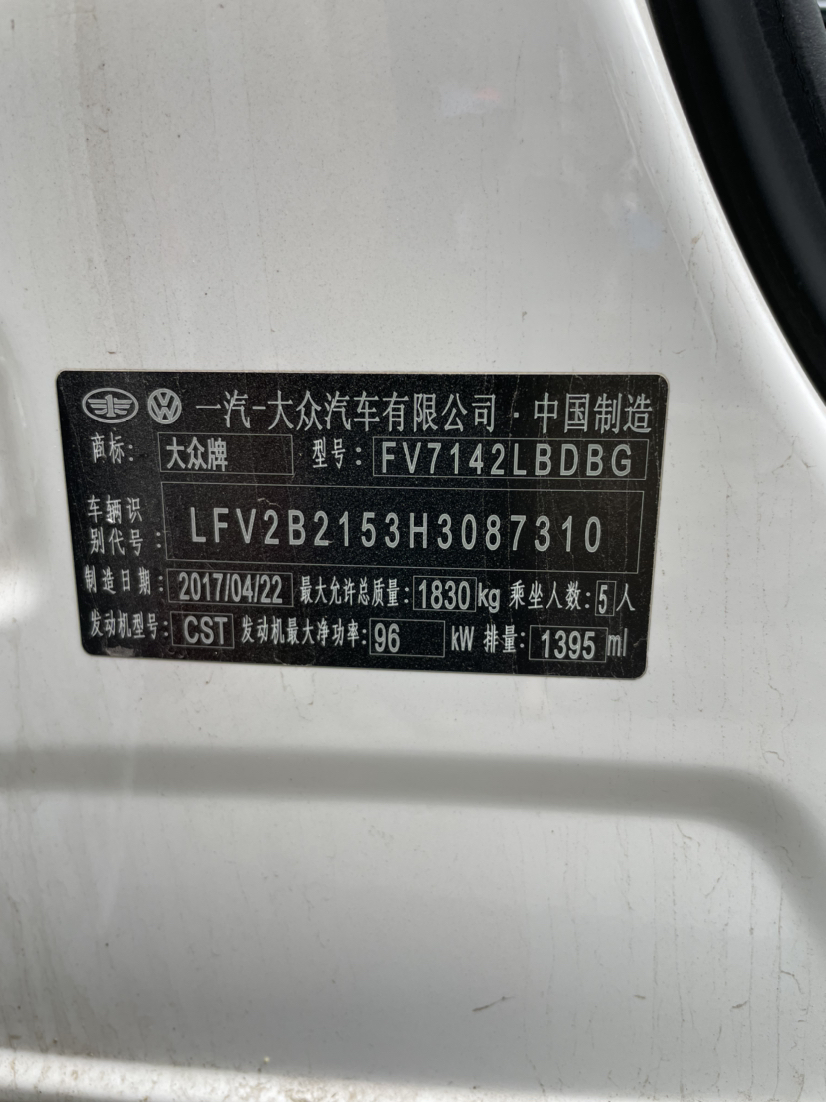 一汽-大众汽车有限公司·中国制造
商标: 大众牌 型号: FV7142LBDBG
车辆识
别代号: LFV2B2153H3087310
制造日期: 2017/04/22 最大允许总质量: 1830 kg 乘坐人数: 5 人
发动机型号: CST 发动机最大净功率: 96 kW 排量: 1395 ml